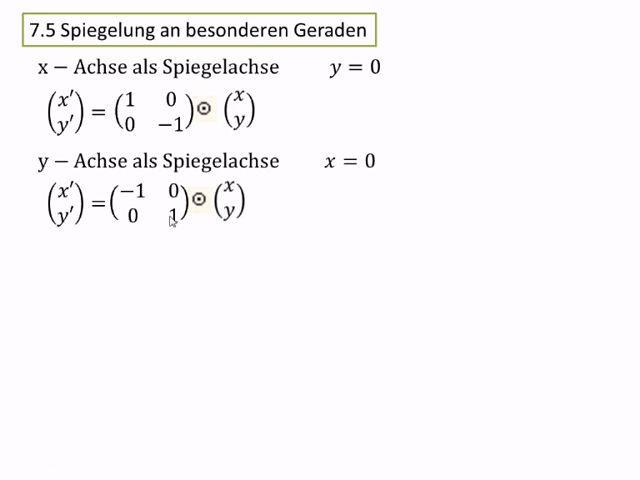 7.5 Spiegelung an besonderen Geraden
x − Achse als Spiegelachse y = 0
(x′ y′) = (1 0 0 −1) ⊙ (x y)
y − Achse als Spiegelachse x = 0
(x′ y′) = (−1 0 0 1) ⊙ (x y)